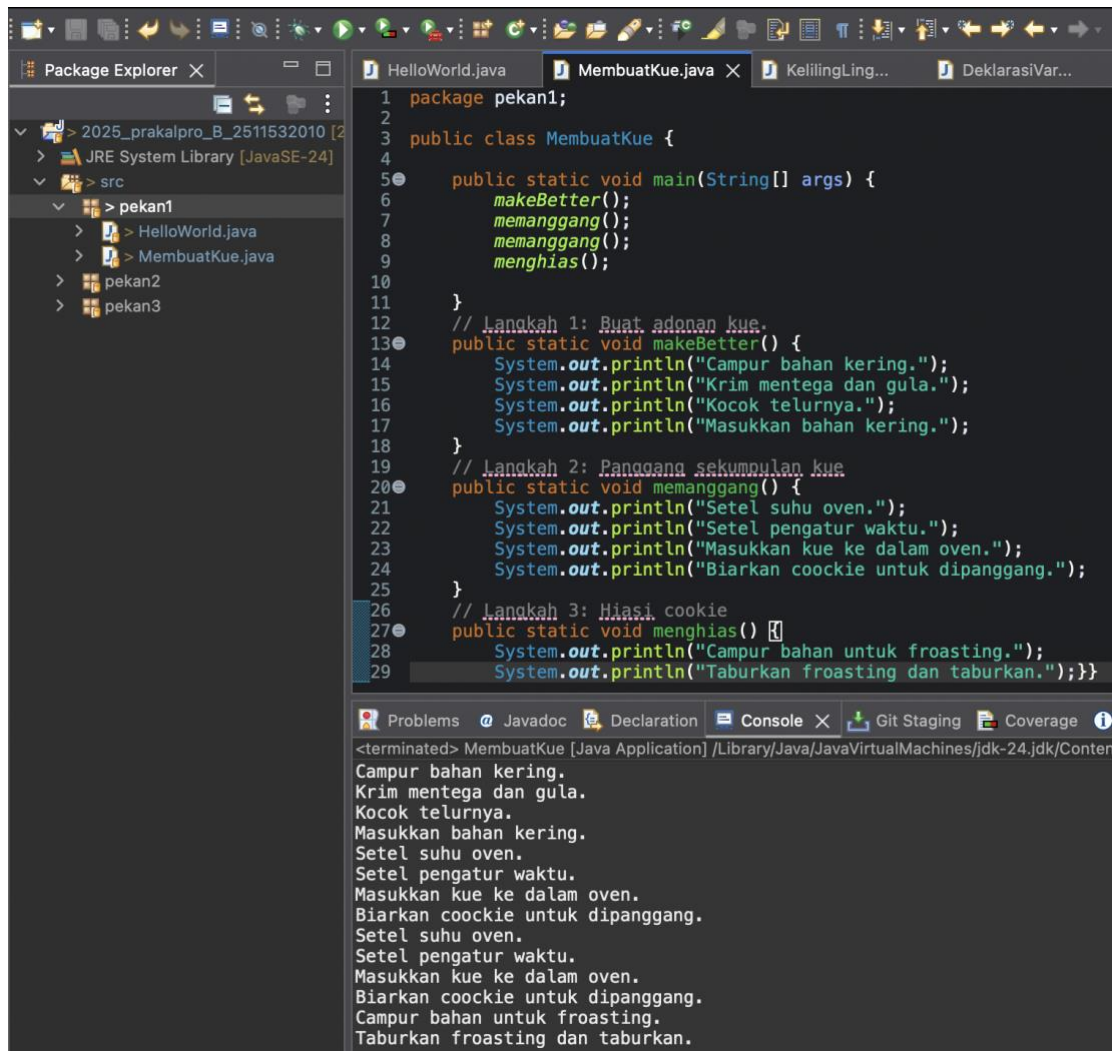 Package Explorer
> 2025_prakalpro_B_2511532010 [2
JRE System Library [JavaSE-24]
> src
> pekan1
> HelloWorld.java
> MembuatKue.java
pekan2
pekan3
HelloWorld.java MembuatKue.java KelilingLing... DeklarasiVar...
1 package pekan1;
2
3 public class MembuatKue {
4
5 public static void main(String[] args) {
6 makeBetter();
7 memanggang();
8 memanggang();
9 menghias();
10
11 }
12 // Langkah 1: Buat adonan kue.
13 public static void makeBetter() {
14 System.out.println("Campur bahan kering.");
15 System.out.println("Krim mentega dan gula.");
16 System.out.println("Kocok telurnya.");
17 System.out.println("Masukkan bahan kering.");
18 }
19 // Langkah 2: Panggang sekumpulan kue
20 public static void memanggang() {
21 System.out.println("Setel suhu oven.");
22 System.out.println("Setel pengatur waktu.");
23 System.out.println("Masukkan kue ke dalam oven.");
24 System.out.println("Biarkan coockie untuk dipanggang.");
25 }
26 // Langkah 3: Hiasi cookie
27 public static void menghias() {
28 System.out.println("Campur bahan untuk froasting.");
29 System.out.println("Taburkan froasting dan taburkan.");}}
Problems @ Javadoc Declaration Console Git Staging Coverage
<terminated> MembuatKue [Java Application] /Library/Java/JavaVirtualMachines/jdk-24.jdk/Conten
Campur bahan kering.
Krim mentega dan gula.
Kocok telurnya.
Masukkan bahan kering.
Setel suhu oven.
Setel pengatur waktu.
Masukkan kue ke dalam oven.
Biarkan coockie untuk dipanggang.
Setel suhu oven.
Setel pengatur waktu.
Masukkan kue ke dalam oven.
Biarkan coockie untuk dipanggang.
Campur bahan untuk froasting.
Taburkan froasting dan taburkan.